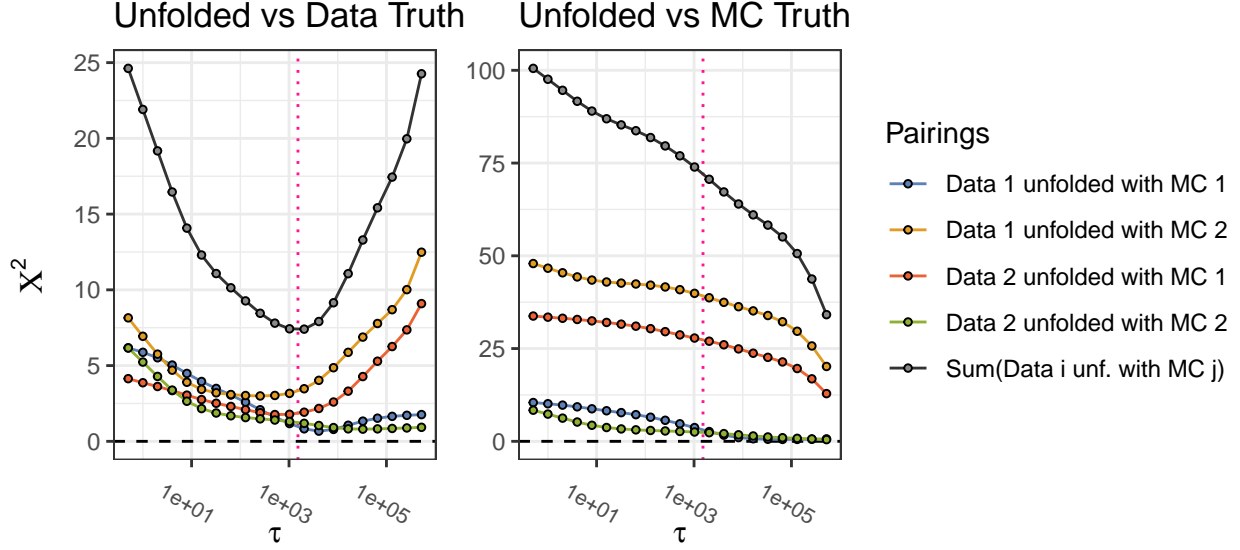 Unfolded vs Data Truth
Unfolded vs MC Truth
25
20
15
10
5
0
100
75
50
25
0
X²
1e+01
1e+03
1e+05
1e+01
1e+03
1e+05
τ
τ
Pairings
Data 1 unfolded with MC 1
Data 1 unfolded with MC 2
Data 2 unfolded with MC 1
Data 2 unfolded with MC 2
Sum(Data i unf. with MC j)